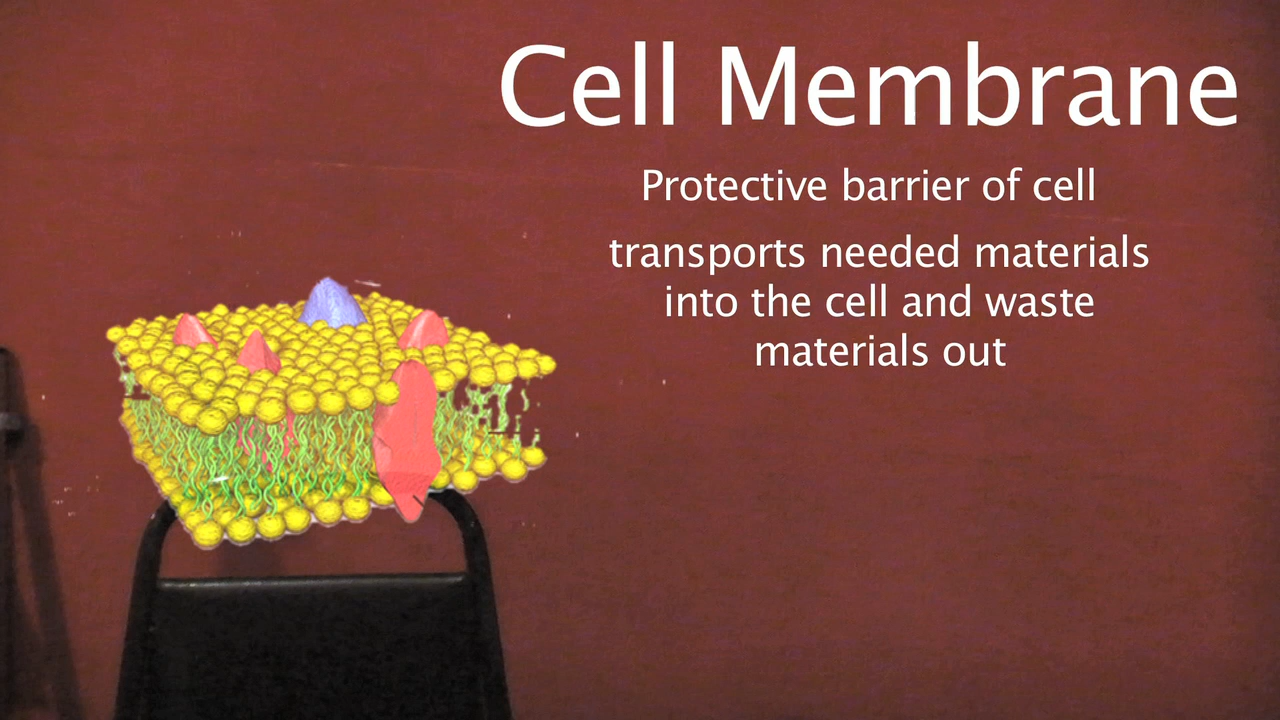 Cell Membrane
Protective barrier of cell
transports needed materials
into the cell and waste
materials out